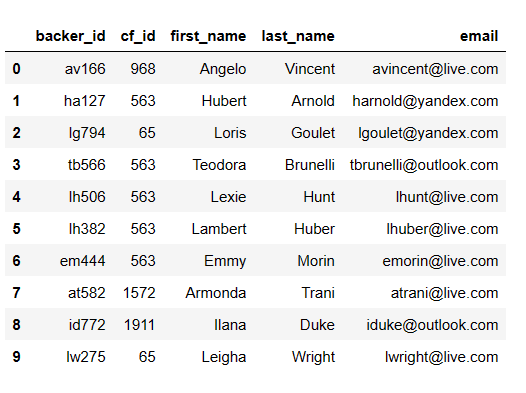 backer_id cf_id first_name last_name email
0 av166 968 Angelo Vincent avincent@live.com
1 ha127 563 Hubert Arnold harnold@yandex.com
2 lg794 65 Loris Goulet lgoulet@yandex.com
3 tb566 563 Teodora Brunelli tbrunelli@outlook.com
4 lh506 563 Lexie Hunt lhunt@live.com
5 lh382 563 Lambert Huber lhuber@live.com
6 em444 563 Emmy Morin emorin@live.com
7 at582 1572 Armonda Trani atrani@live.com
8 id772 1911 Ilana Duke iduke@outlook.com
9 lw275 65 Leigha Wright lwright@live.com